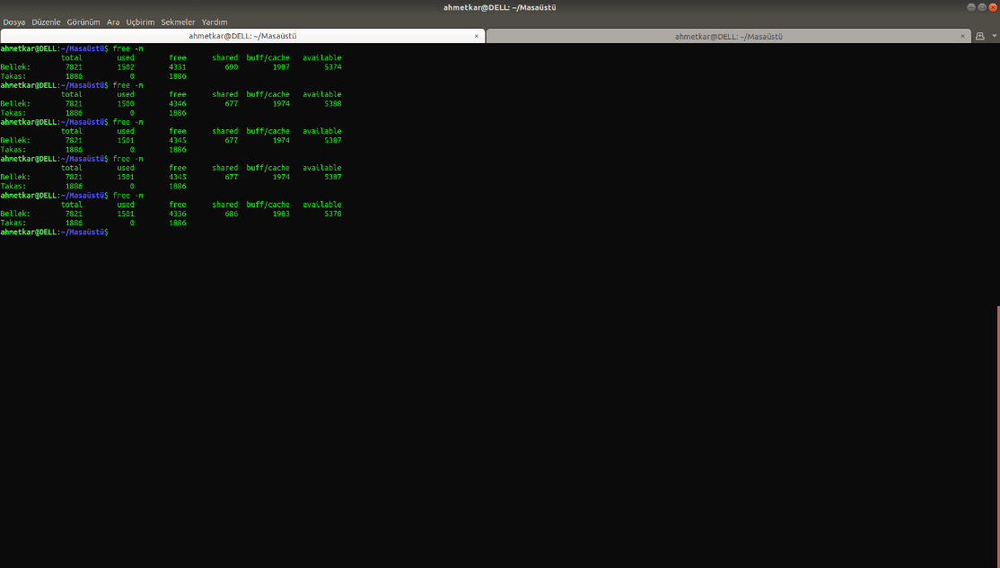 ahmetkar@DELL: ~/Masaüstü
Dosya Düzenle Görünüm Ara Uçbirim Sekmeler Yardım
ahmetkar@DELL: ~/Masaüstü × ahmetkar@DELL: ~/Masaüstü ×
ahmetkar@DELL:~/Masaüstü$ free -m
total used free shared buff/cache available
Bellek: 7821 1502 4331 690 1987 5374
Takas: 1886 0 1886
ahmetkar@DELL:~/Masaüstü$ free -m
total used free shared buff/cache available
Bellek: 7821 1500 4346 677 1974 5388
Takas: 1886 0 1886
ahmetkar@DELL:~/Masaüstü$ free -m
total used free shared buff/cache available
Bellek: 7821 1501 4345 677 1974 5387
Takas: 1886 0 1886
ahmetkar@DELL:~/Masaüstü$ free -m
total used free shared buff/cache available
Bellek: 7821 1501 4345 677 1974 5387
Takas: 1886 0 1886
ahmetkar@DELL:~/Masaüstü$ free -m
total used free shared buff/cache available
Bellek: 7821 1501 4336 686 1983 5378
Takas: 1886 0 1886
ahmetkar@DELL:~/Masaüstü$